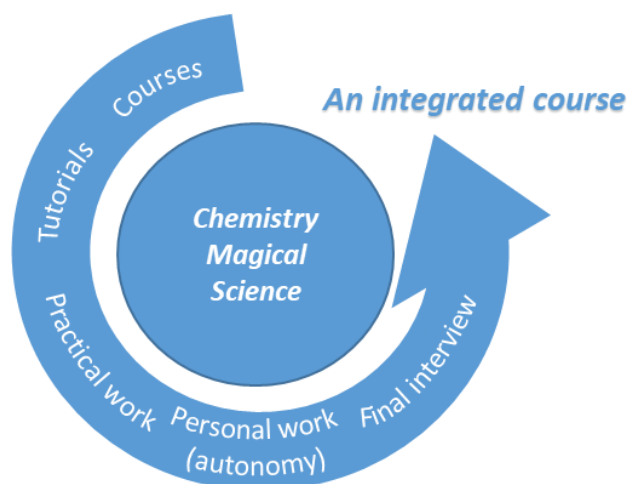 An integrated course
Courses
Tutorials
Practical work
Personal work
(autonomy)
Final interview
Chemistry
Magical
Science